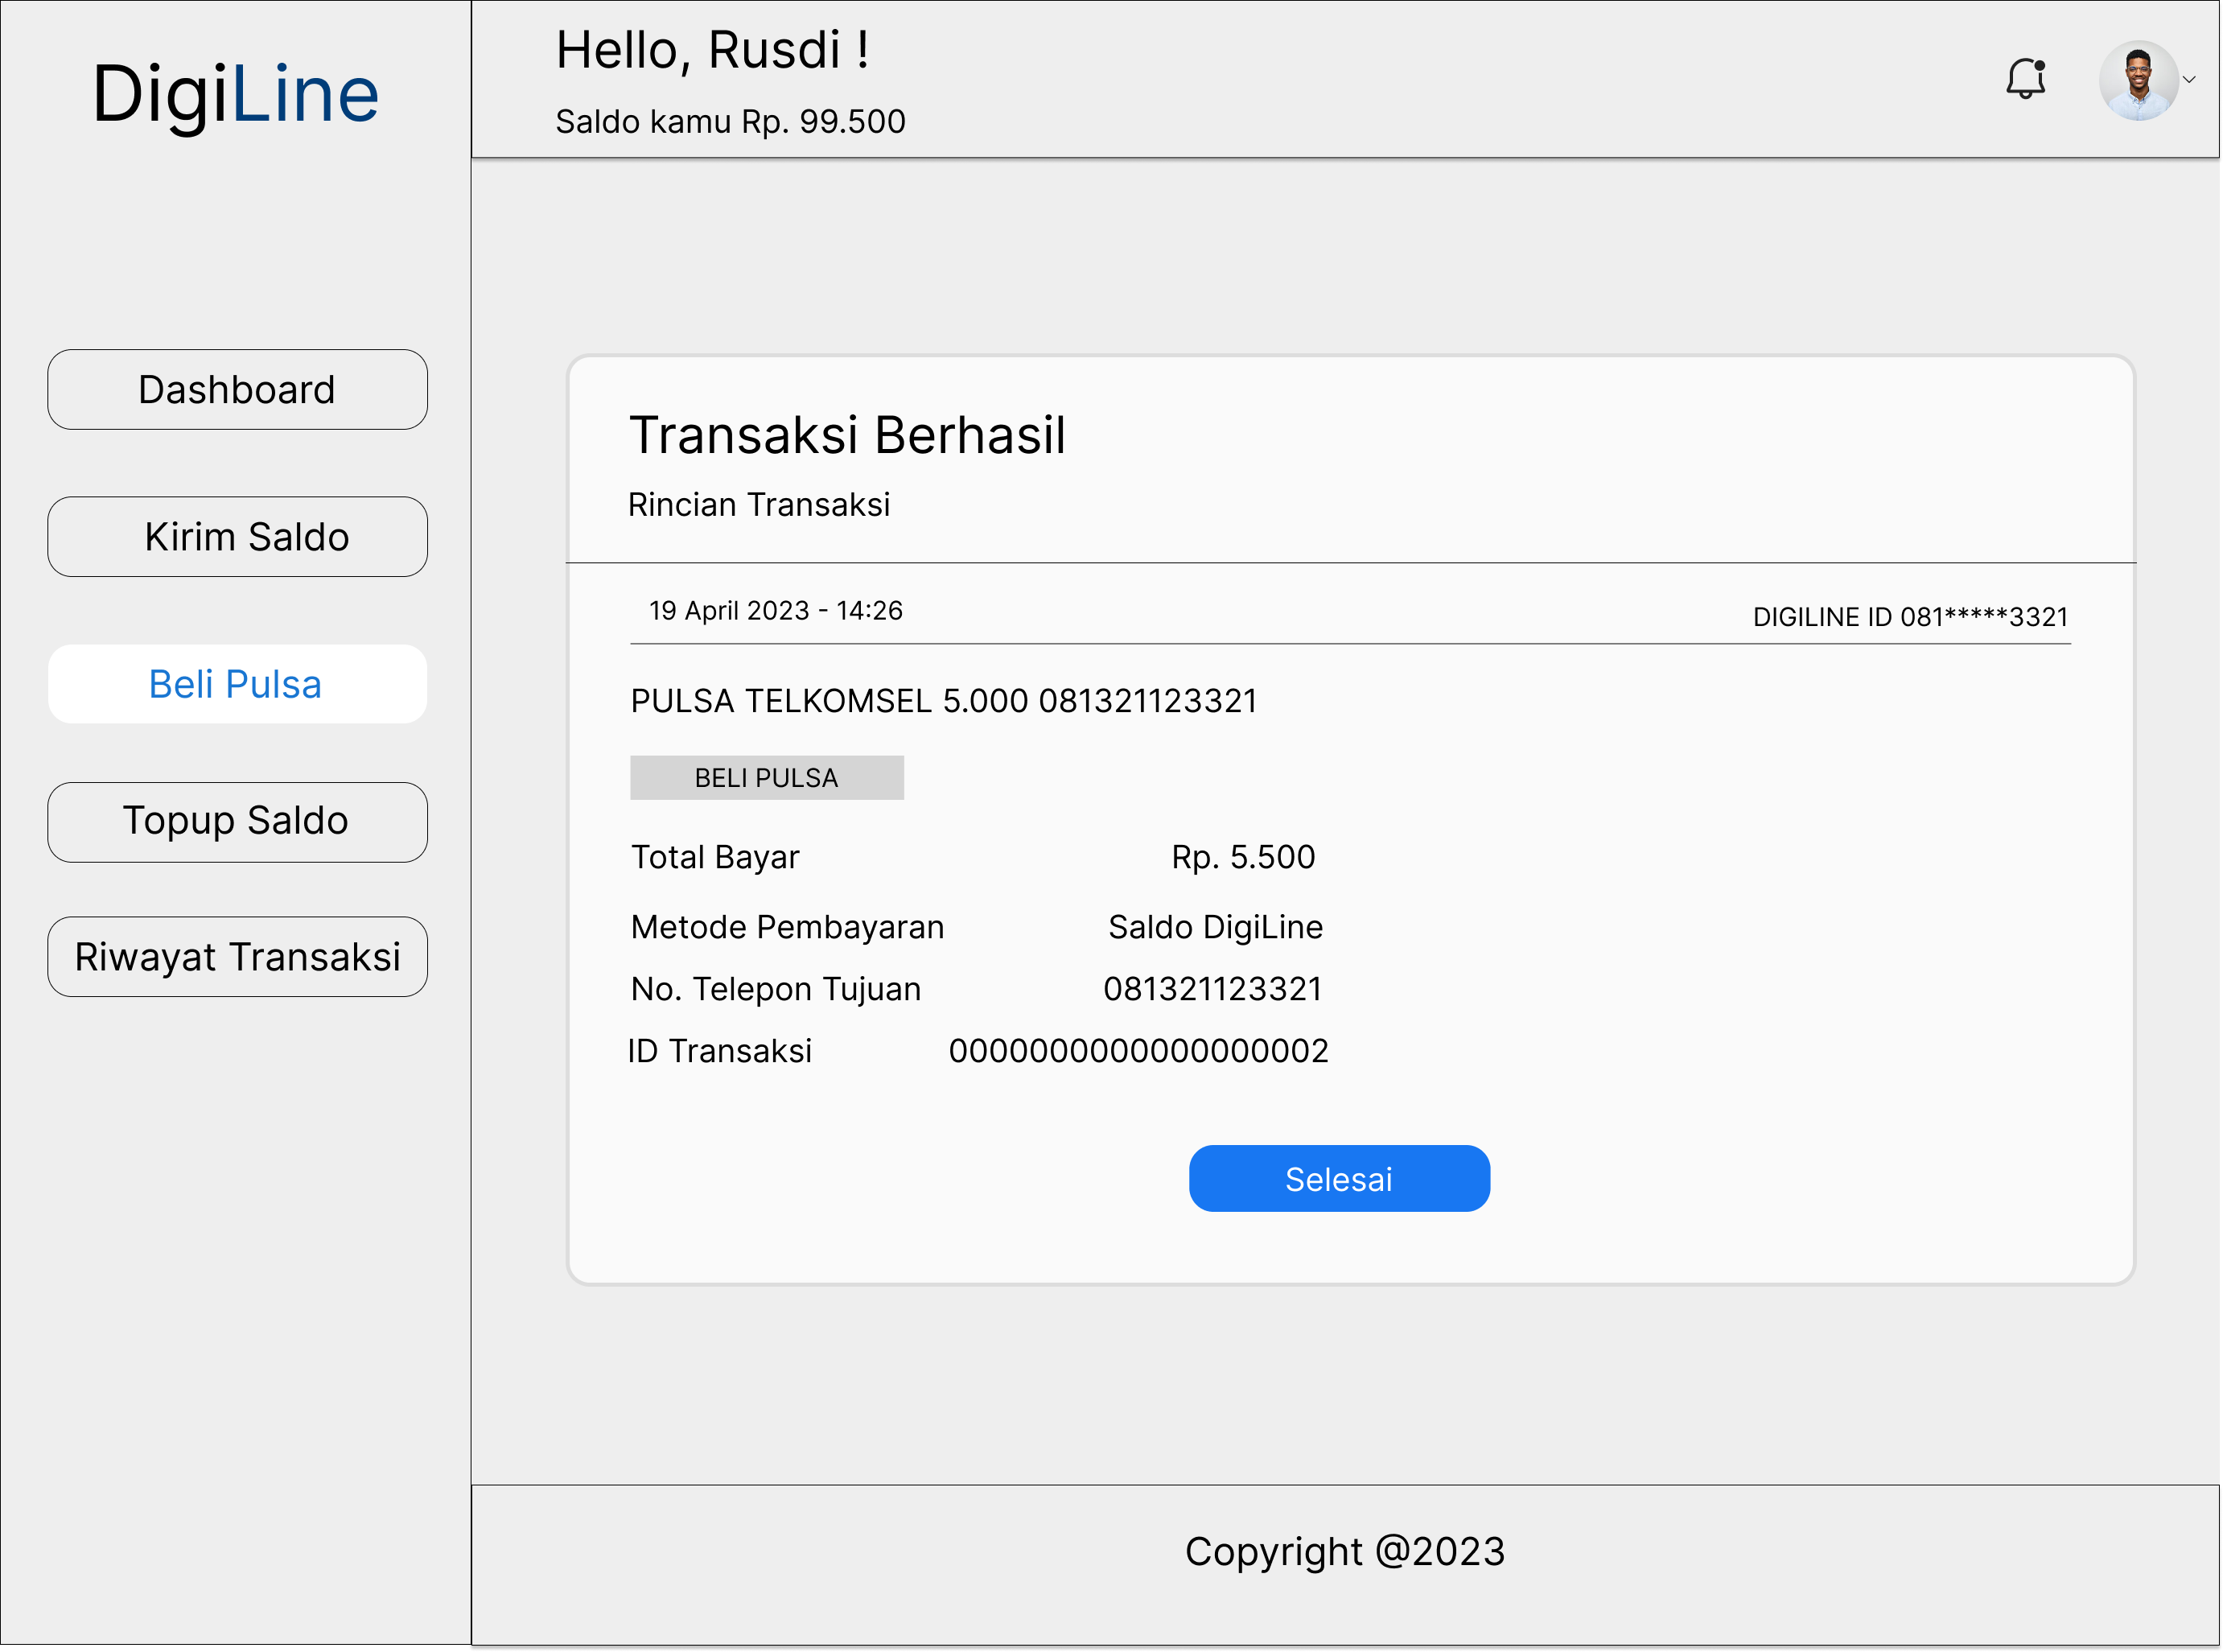 DigiLine
Hello, Rusdi !
Saldo kamu Rp. 99.500
Dashboard
Kirim Saldo
Beli Pulsa
Topup Saldo
Riwayat Transaksi
Transaksi Berhasil
Rincian Transaksi
19 April 2023 - 14:26
DIGILINE ID 081*****3321
PULSA TELKOMSEL 5.000 081321123321
BELI PULSA
Total Bayar Rp. 5.500
Metode Pembayaran Saldo DigiLine
No. Telepon Tujuan 081321123321
ID Transaksi 0000000000000000002
Selesai
Copyright @2023